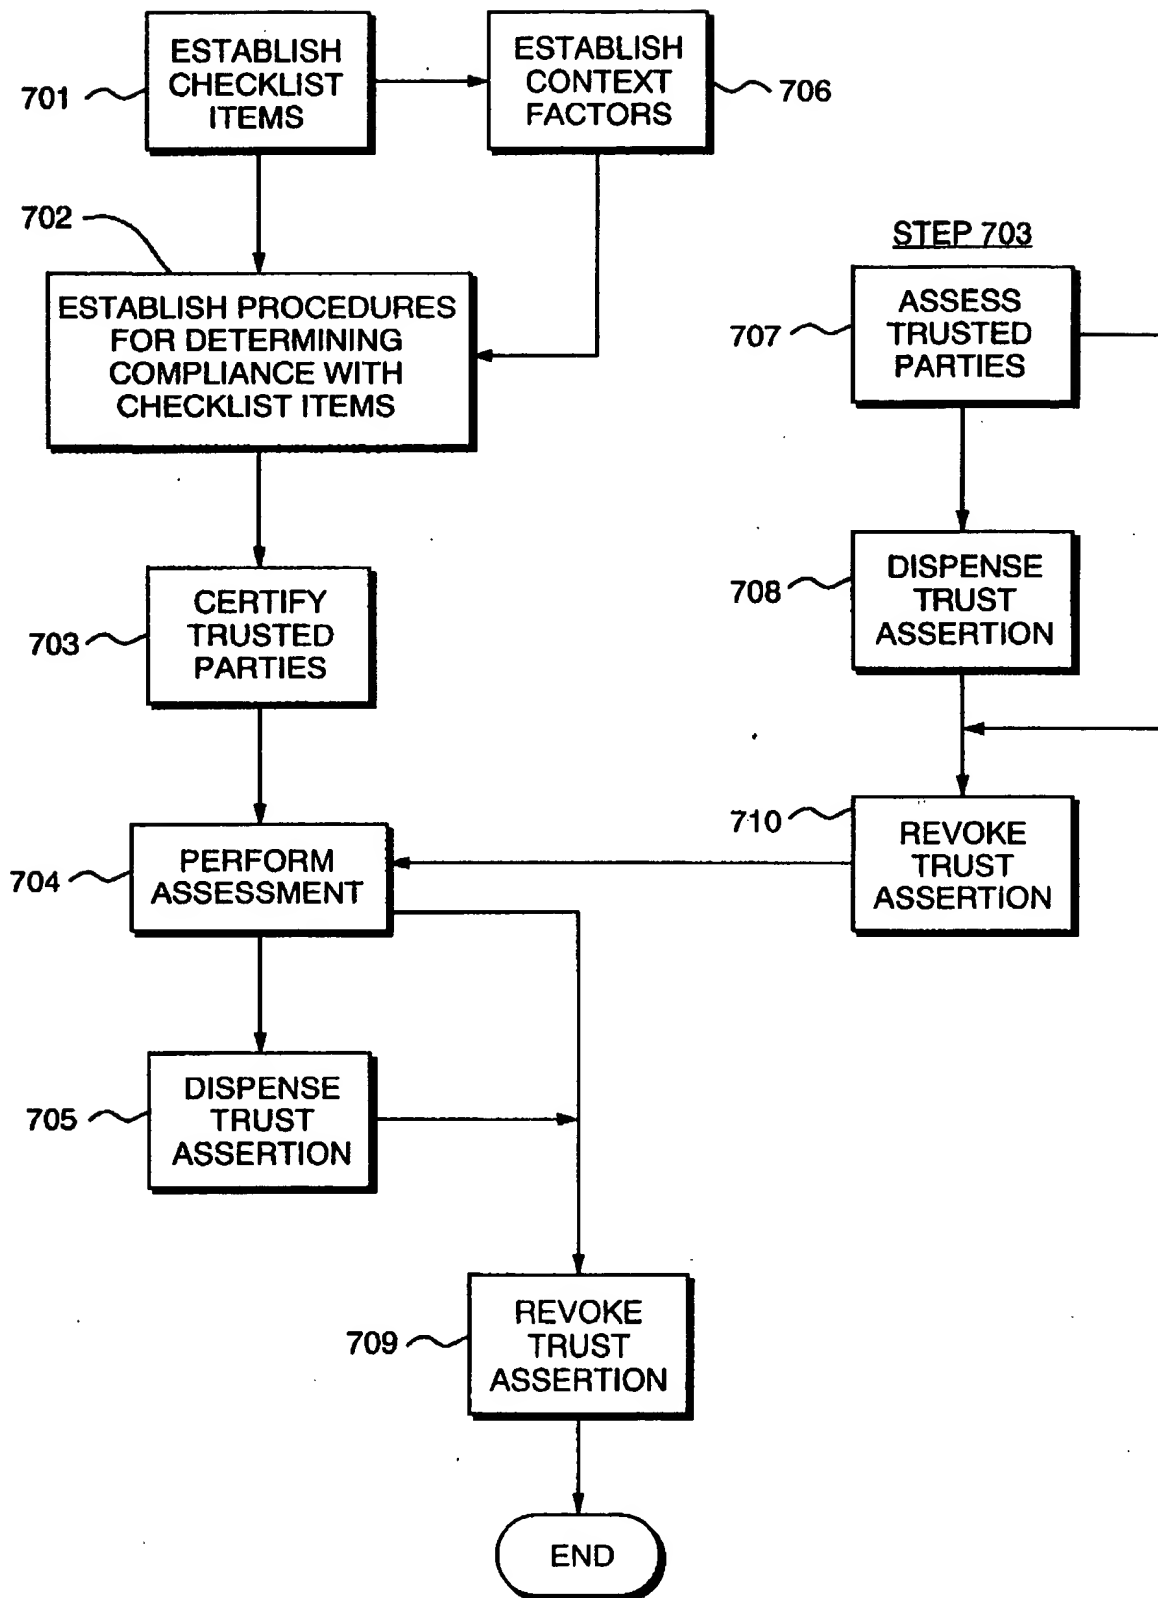 701
ESTABLISH
CHECKLIST
ITEMS
ESTABLISH
CONTEXT
FACTORS
706
702
ESTABLISH PROCEDURES
FOR DETERMINING
COMPLIANCE WITH
CHECKLIST ITEMS
703
CERTIFY
TRUSTED
PARTIES
704
PERFORM
ASSESSMENT
705
DISPENSE
TRUST
ASSERTION
709
REVOKE
TRUST
ASSERTION
END
STEP 703
707
ASSESS
TRUSTED
PARTIES
708
DISPENSE
TRUST
ASSERTION
710
REVOKE
TRUST
ASSERTION